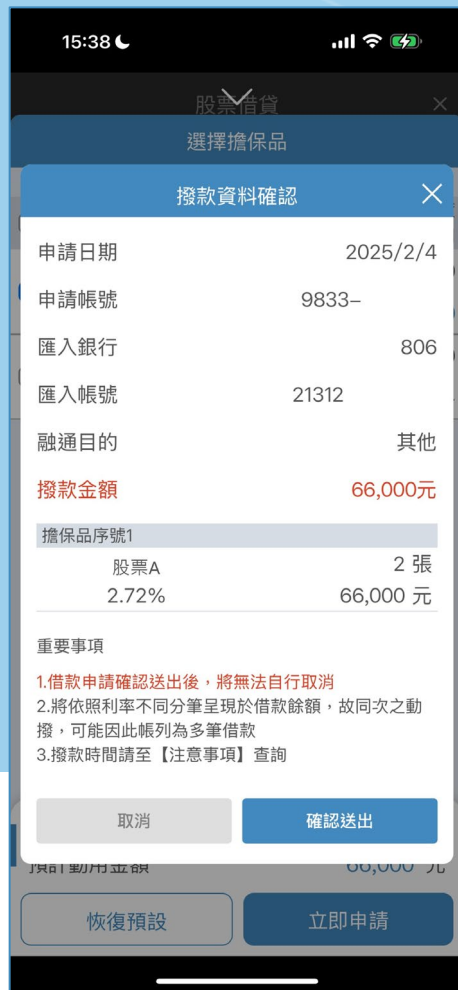 15:38
股票借貸
選擇擔保品
撥款資料確認
申請日期 2025/2/4
申請帳號 9833–
匯入銀行 806
匯入帳號 21312
融通目的 其他
撥款金額 66,000元
擔保品序號1
股票A 2 張
2.72% 66,000 元
重要事項
1.借款申請確認送出後，將無法自行取消
2.將依照利率不同分筆呈現於借款餘額，故同次之動
撥，可能因此帳列為多筆借款
3.撥款時間請至【注意事項】查詢
取消 確認送出
預計動用金額 66,000 元
恢復預設 立即申請